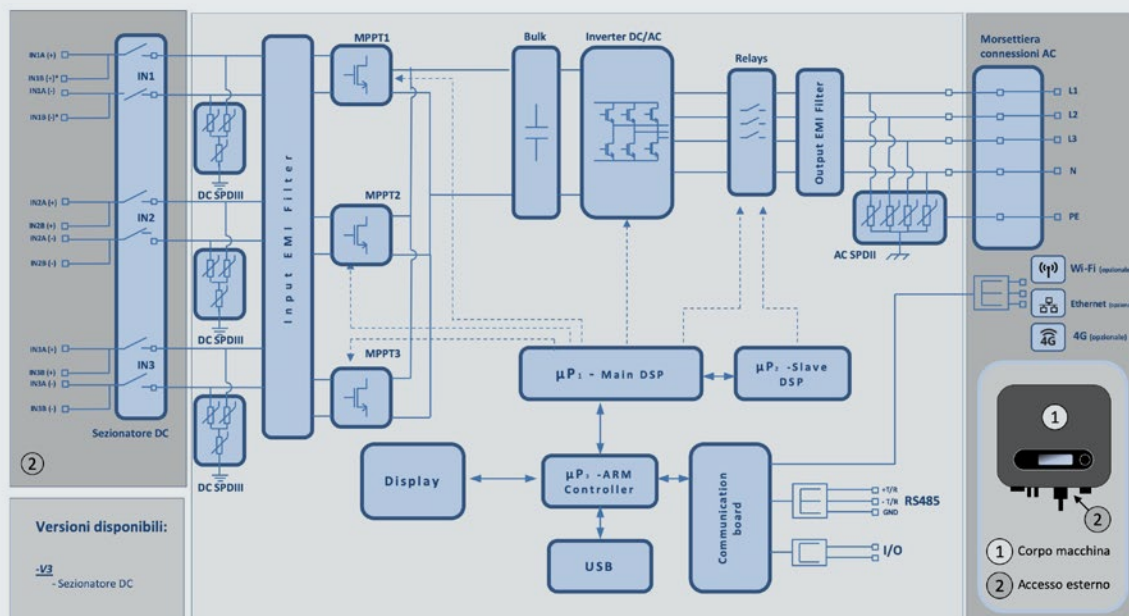 IN1A (+)
IN1B (+)*
IN1A (-)
IN1B (-)*
IN1
DC SPDIII
IN2A (+)
IN2B (+)
IN2A (-)
IN2B (-)
IN2
DC SPDIII
IN3A (+)
IN3B (+)
IN3A (-)
IN3B (-)
IN3
DC SPDIII
Sezionatore DC
2
Input EMI Filter
MPPT1
MPPT2
MPPT3
Bulk
Inverter DC/AC
Relays
Output EMI Filter
AC SPDII
Morsettiera
connessioni AC
L1
L2
L3
N
PE
Wi-Fi (opzionale)
Ethernet
4G (opzionale)
4G
µP1 - Main DSP
µP2 -Slave
DSP
Display
µP3 -ARM
Controller
USB
Communication
board
+T/R
- T/R
GND
RS485
I/O
1
2
1 Corpo macchina
2 Accesso esterno
Versioni disponibili:
-V3
- Sezionatore DC